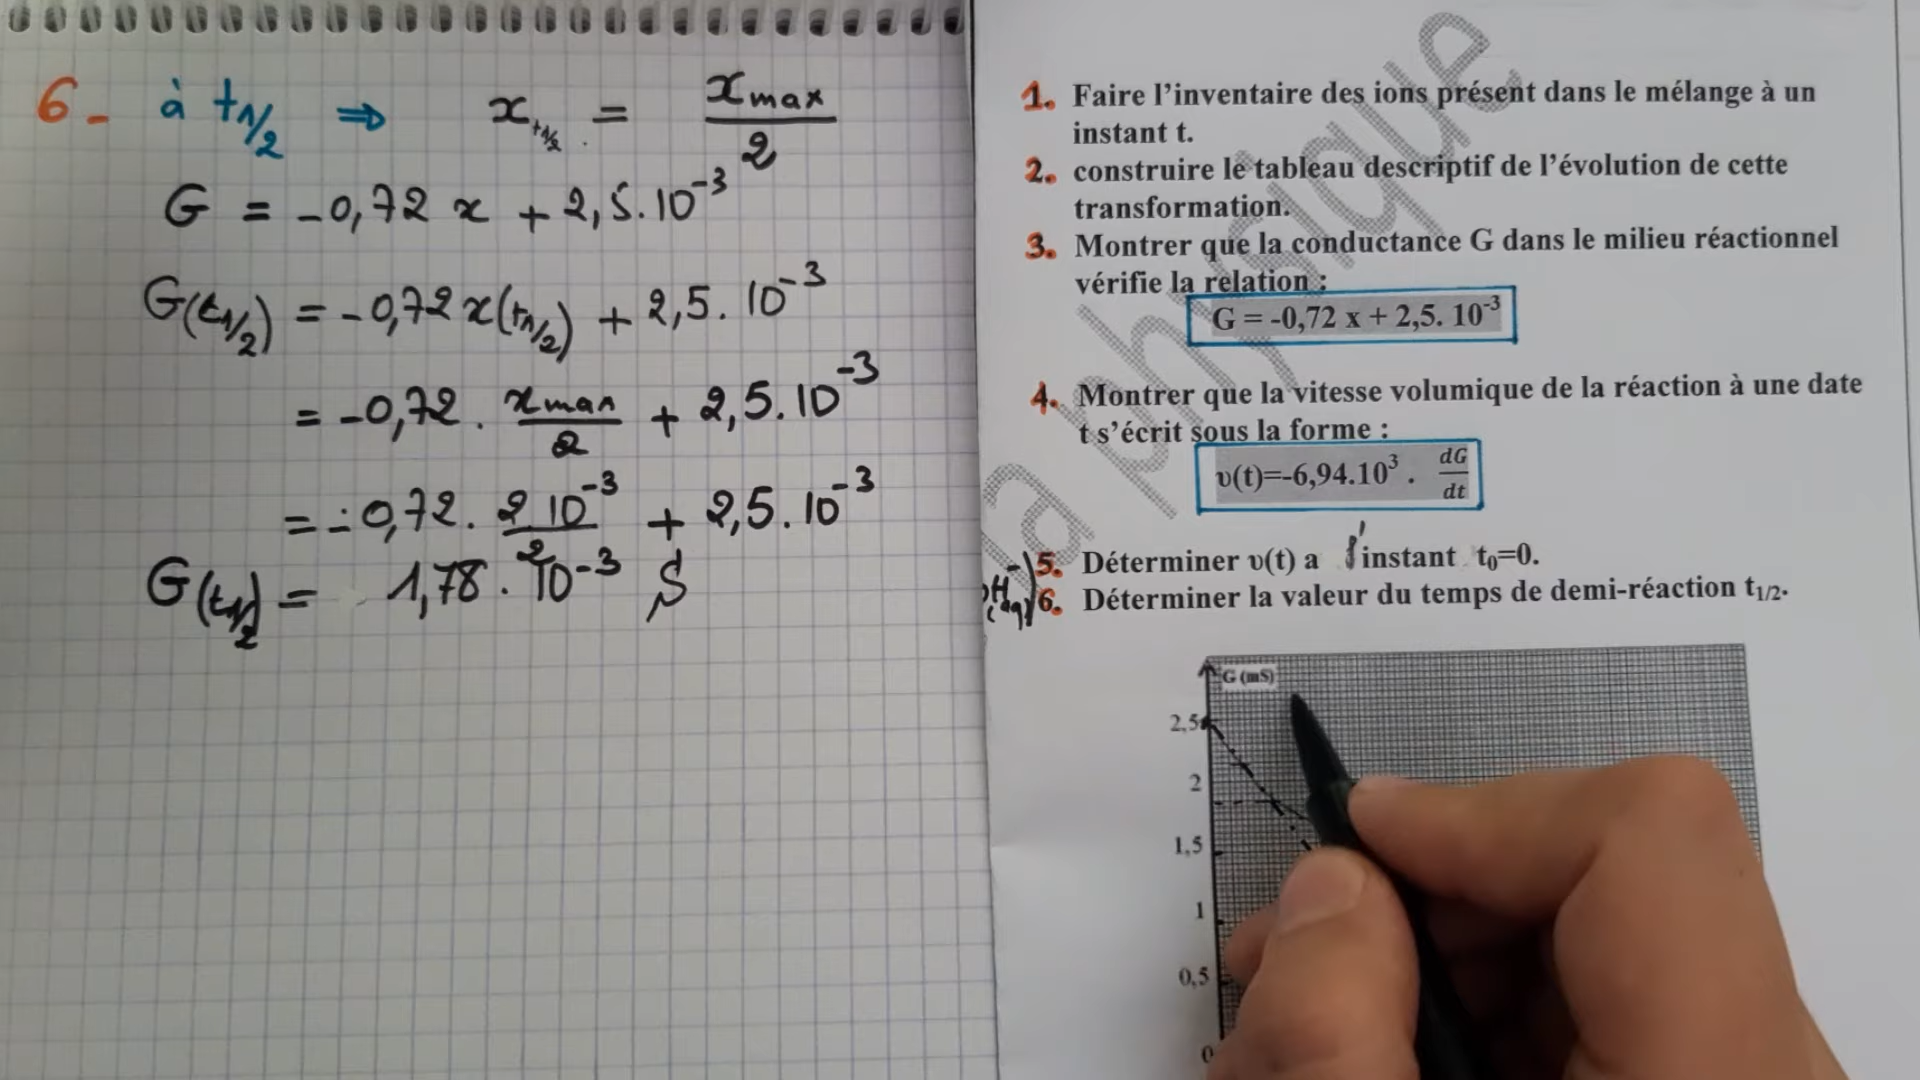 6- à t1/2 ⇒ x t1/2 = xmax/2
G = -0,72 x + 2,5.10⁻³
G(t1/2) = -0,72 x(t1/2) + 2,5. 10⁻³
= -0,72 . xmax/2 + 2,5.10⁻³
= -0,72. 2 10⁻³/2 + 2,5.10⁻³
G(t1/2) = 1,78.10⁻³ S
1. Faire l'inventaire des ions présent dans le mélange à un
instant t.
2. construire le tableau descriptif de l'évolution de cette
transformation.
3. Montrer que la conductance G dans le milieu réactionnel
vérifie la relation :
G = -0,72 x + 2,5. 10⁻³
4. Montrer que la vitesse volumique de la réaction à une date
t s'écrit sous la forme :
υ(t)=-6,94.10³ . dG/dt
5. Déterminer υ(t) a l'instant t₀=0.
6. Déterminer la valeur du temps de demi-réaction t1/2.
G (mS)
2,5
2
1,5
1
0,5
0
la physique